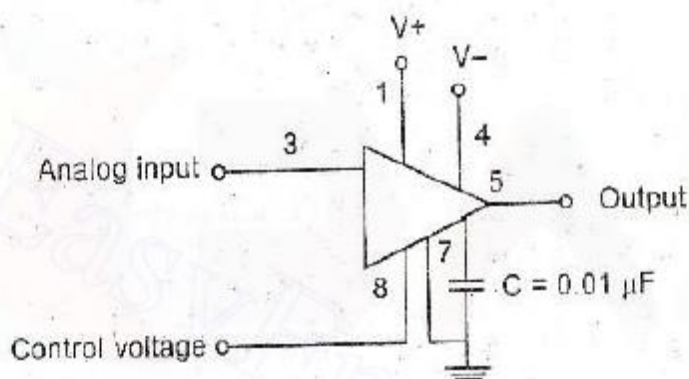 V+
V−
1
4
3
Analog input
5
Output
7
8
C = 0.01 µF
Control voltage